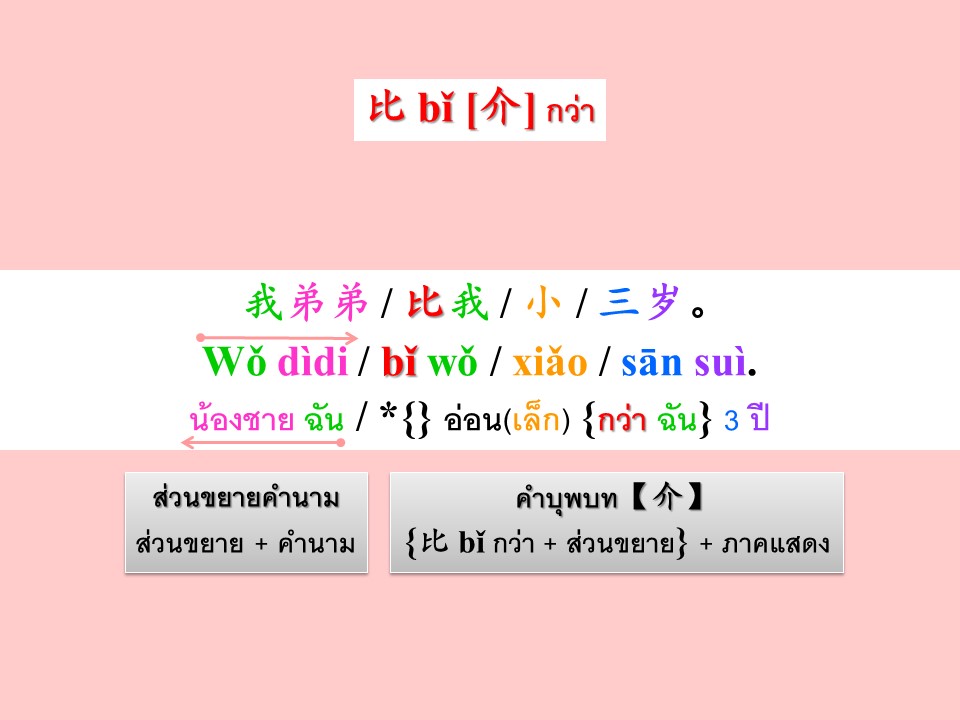 比 bǐ [介] กว่า
我弟弟 / 比我 / 小 / 三岁。
Wǒ dìdi / bǐ wǒ / xiǎo / sān suì.
น้องชาย ฉัน / *{} อ่อน(เล็ก) {กว่า ฉัน} 3 ปี
ส่วนขยายคำนาม
ส่วนขยาย + คำนาม
คำบุพบท【介】
{比 bǐ กว่า + ส่วนขยาย} + ภาคแสดง